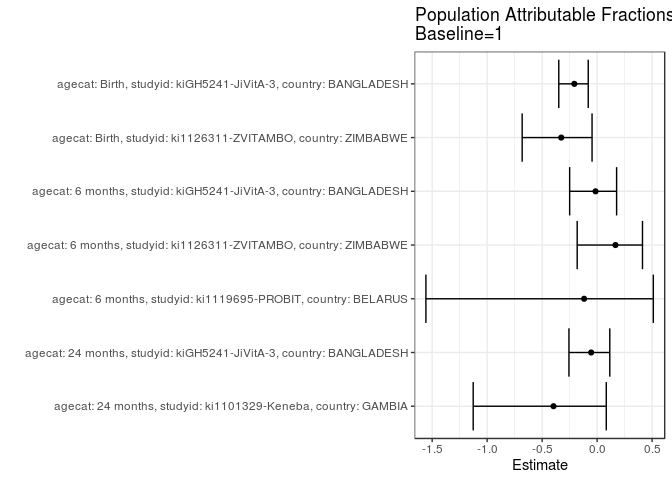 Population Attributable Fractions
Baseline=1
agecat: Birth, studyid: kiGH5241-JiVitA-3, country: BANGLADESH
agecat: Birth, studyid: ki1126311-ZVITAMBO, country: ZIMBABWE
agecat: 6 months, studyid: kiGH5241-JiVitA-3, country: BANGLADESH
agecat: 6 months, studyid: ki1126311-ZVITAMBO, country: ZIMBABWE
agecat: 6 months, studyid: ki1119695-PROBIT, country: BELARUS
agecat: 24 months, studyid: kiGH5241-JiVitA-3, country: BANGLADESH
agecat: 24 months, studyid: ki1101329-Keneba, country: GAMBIA
-1.5 -1.0 -0.5 0.0 0.5
Estimate